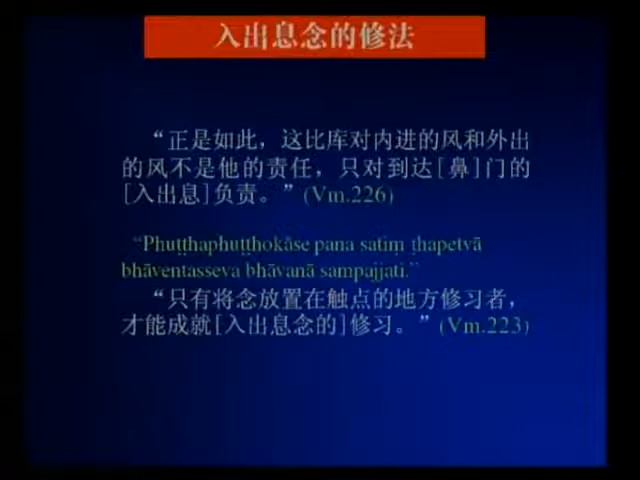 入出息念的修法
“正是如此，这比库对内进的风和外出
的风不是他的责任，只对到达[鼻]门的
[入出息]负责。”(Vm.226)
“Phuṭṭhaphuṭṭhokāse pana satiṃ ṭhapetvā
bhāventasseva bhāvanā sampajjati.”
“只有将念放置在触点的地方修习者，
才能成就[入出息念的]修习。”(Vm.223)